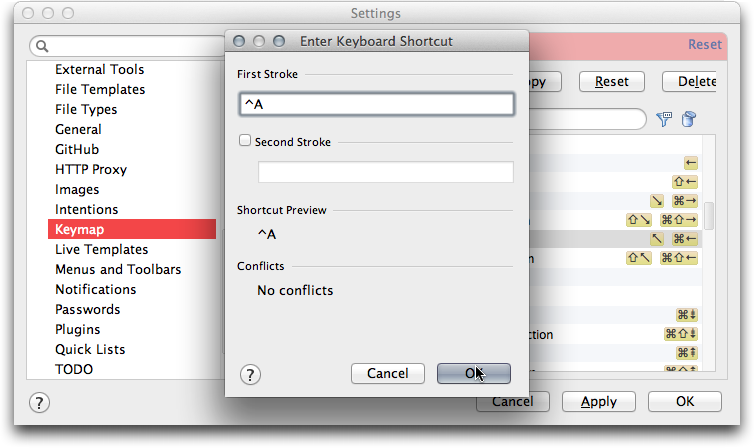 Settings
Enter Keyboard Shortcut
Reset
External Tools
File Templates
File Types
General
GitHub
HTTP Proxy
Images
Intentions
Keymap
Live Templates
Menus and Toolbars
Notifications
Passwords
Plugins
Quick Lists
TODO
First Stroke
^A
Second Stroke
Shortcut Preview
^A
Conflicts
No conflicts
?
Cancel
OK
Reset
Delete
←
⇧←
↘ ⌘→
⇧↘ ⌘⇧→
↖ ⌘←
⇧↖ ⌘⇧←
⌘⇟
⌘⇧⇟
⌘⇞
?
Cancel
Apply
OK